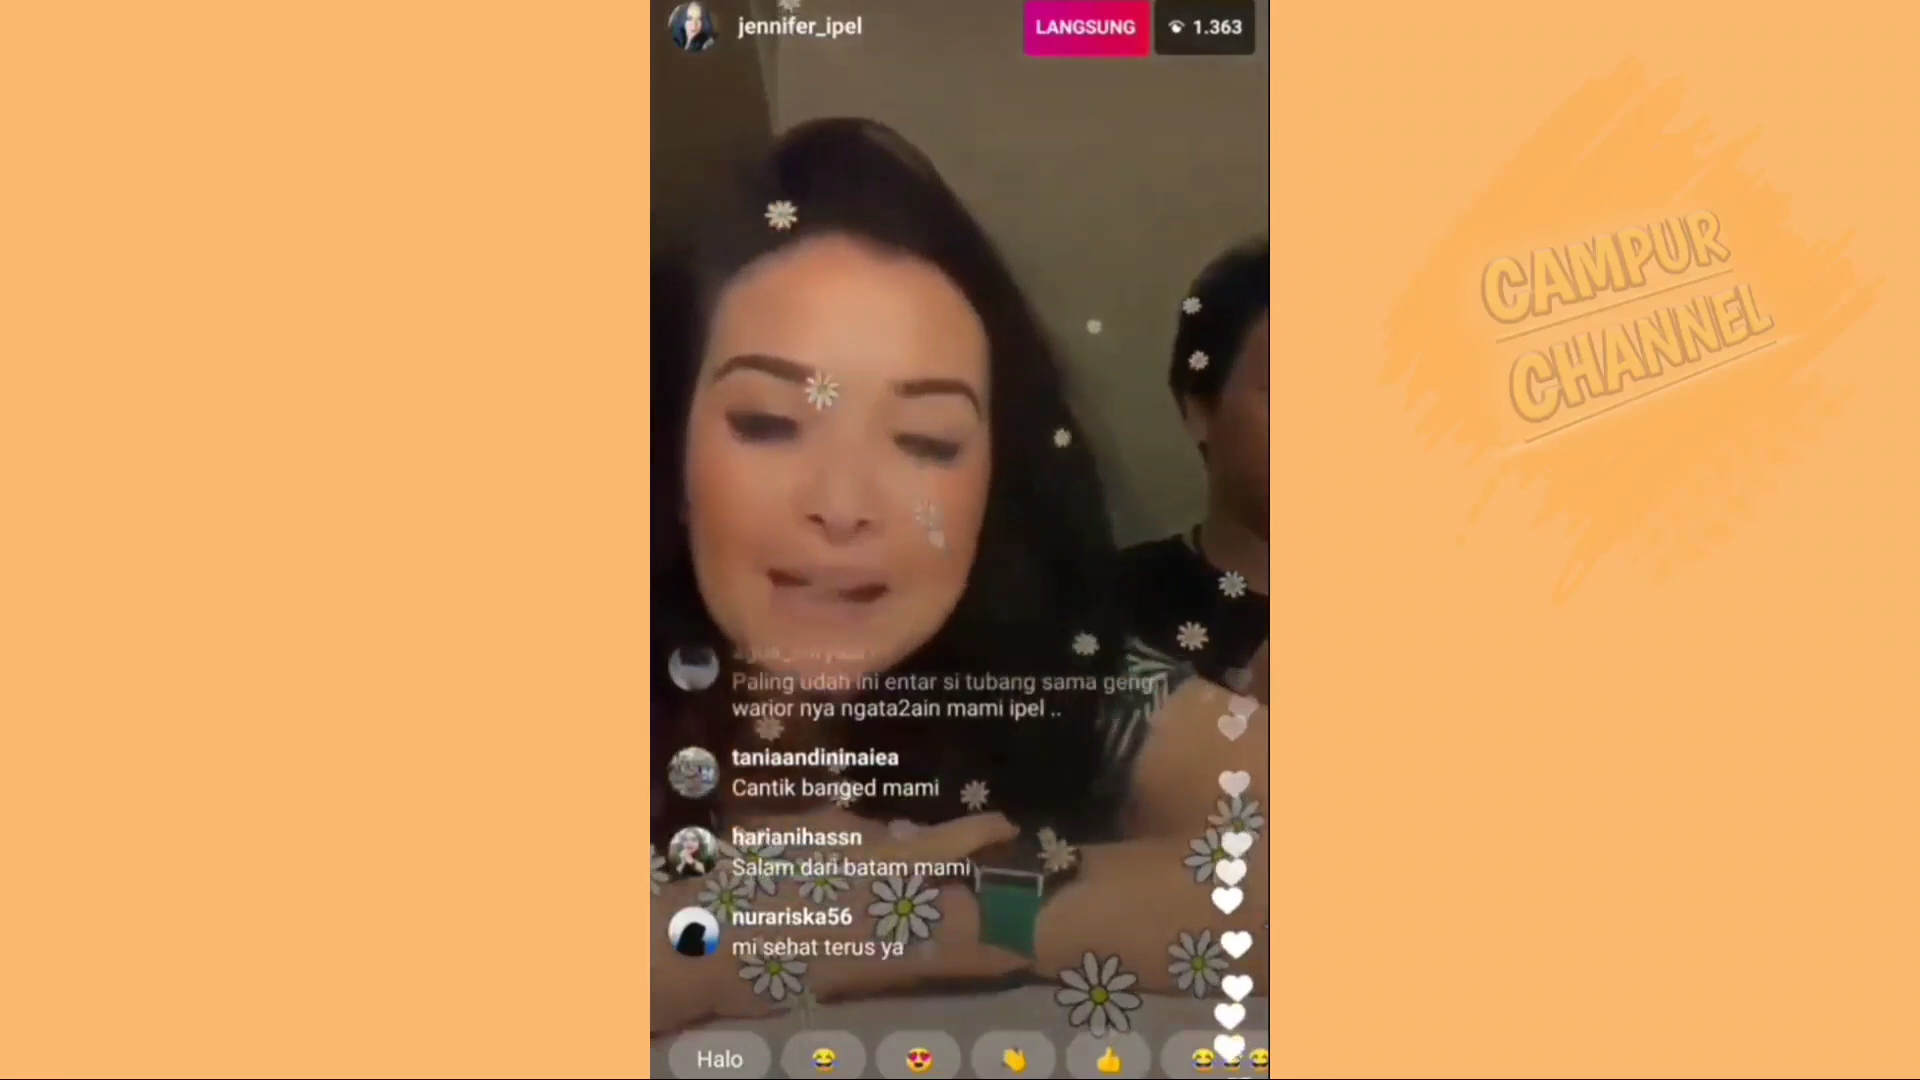 jennifer_ipel
LANGSUNG
1.363
CAMPUR
CHANNEL
Paling udah ini entar si tubang sama geng
warior nya ngata2ain mami ipel ..
taniaandininaiea
Cantik banged mami
harianihassn
Salam dari batam mami
nurariska56
mi sehat terus ya
Halo